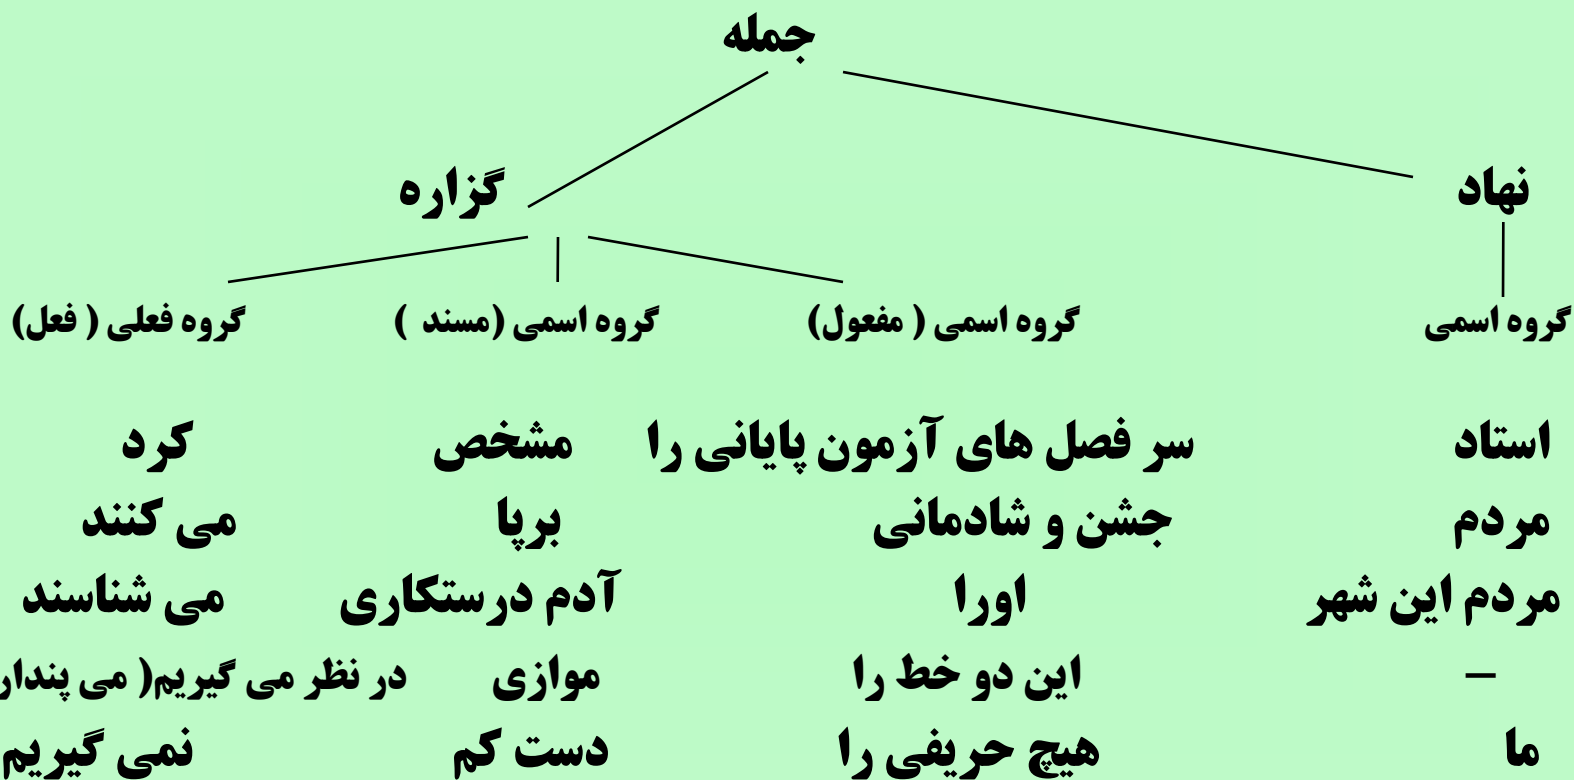 جمله
نهاد گزاره
گروه اسمی گروه اسمی ( مفعول) گروه اسمی (مسند ) گروه فعلی ( فعل)
استاد سر فصل های آزمون پایانی را مشخص کرد
مردم جشن و شادمانی برپا می کنند
مردم این شهر اورا آدم درستکاری می شناسند
– این دو خط را موازی در نظر می گیریم( می پندار
ما هیچ حریفی را دست کم نمی گیریم